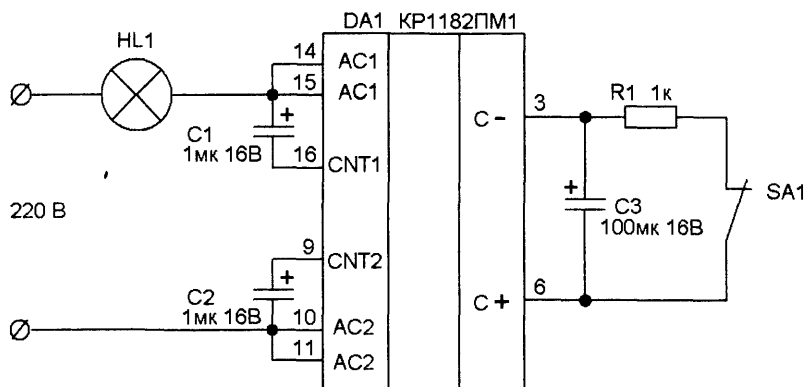 DA1 КР1182ПМ1
HL1
14
AC1
15
AC1
C1
1мк 16В
+
16
CNT1
3
C-
R1 1к
+
C3
100мк 16В
SA1
220 В
9
CNT2
+
C2
1мк 16В
10
AC2
11
AC2
6
C+